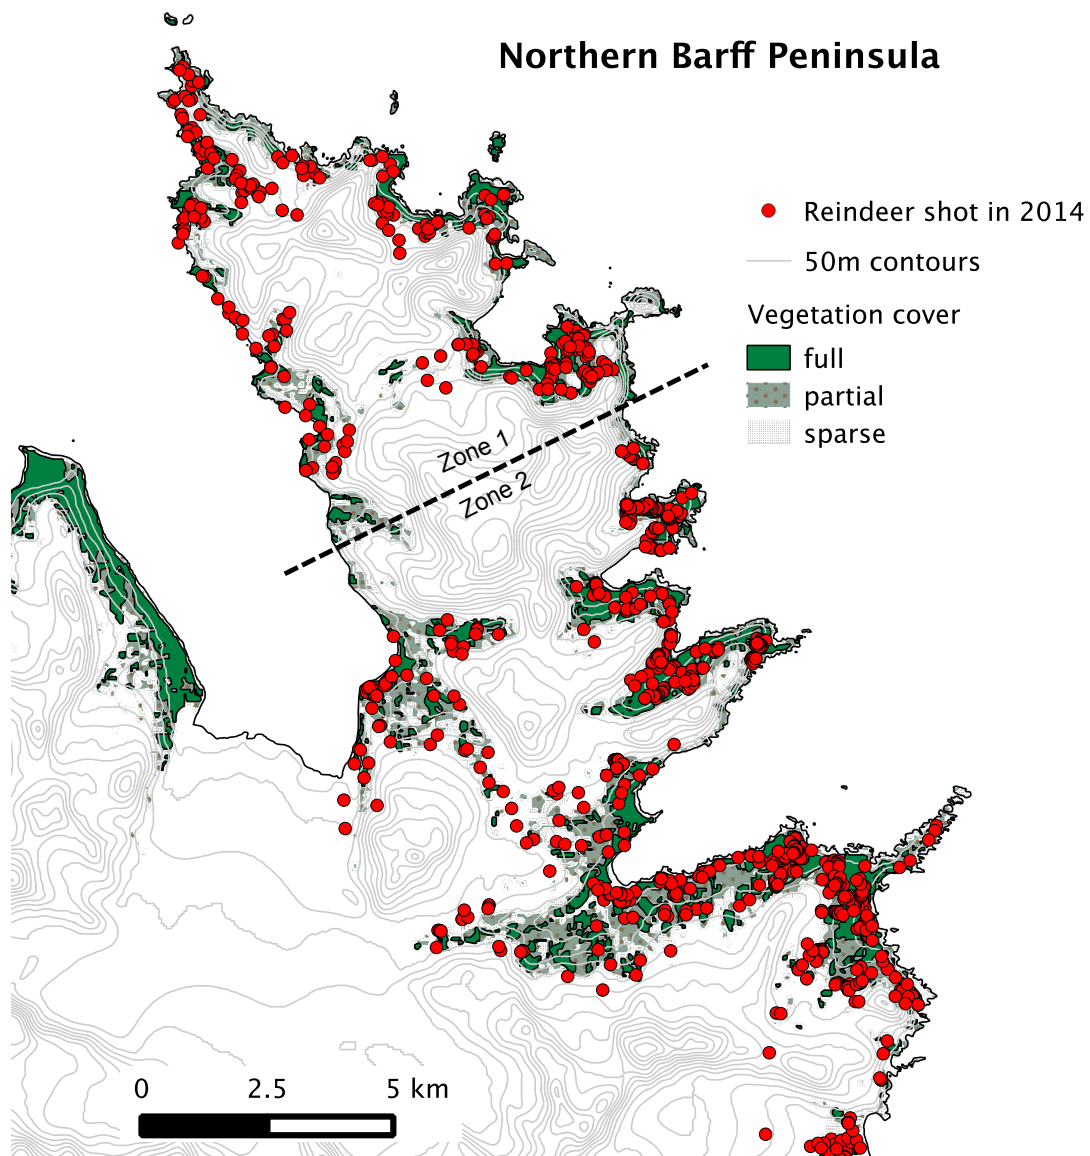 Northern Barff Peninsula
Reindeer shot in 2014
50m contours
Vegetation cover
full
partial
sparse
Zone 1
Zone 2
0 2.5 5 km